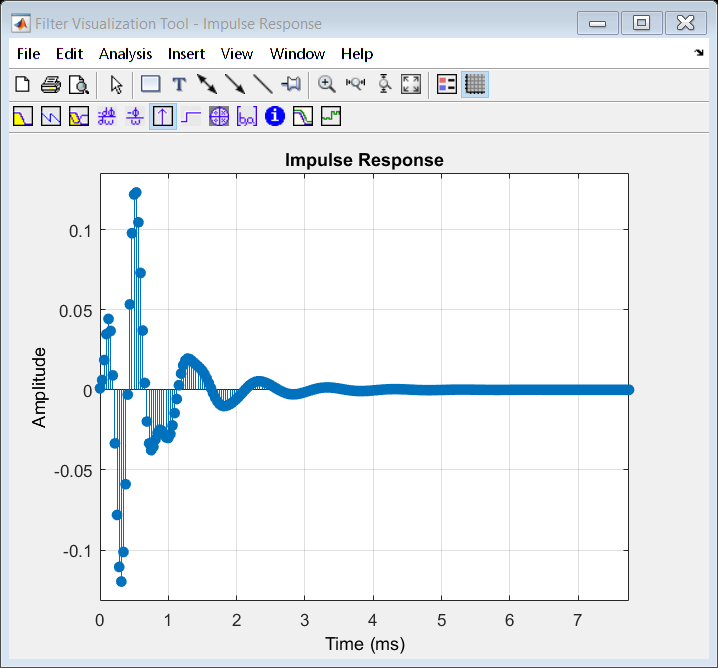 Filter Visualization Tool - Impulse Response
File Edit Analysis Insert View Window Help
Impulse Response
0.1
0.05
0
-0.05
-0.1
Amplitude
0 1 2 3 4 5 6 7
Time (ms)